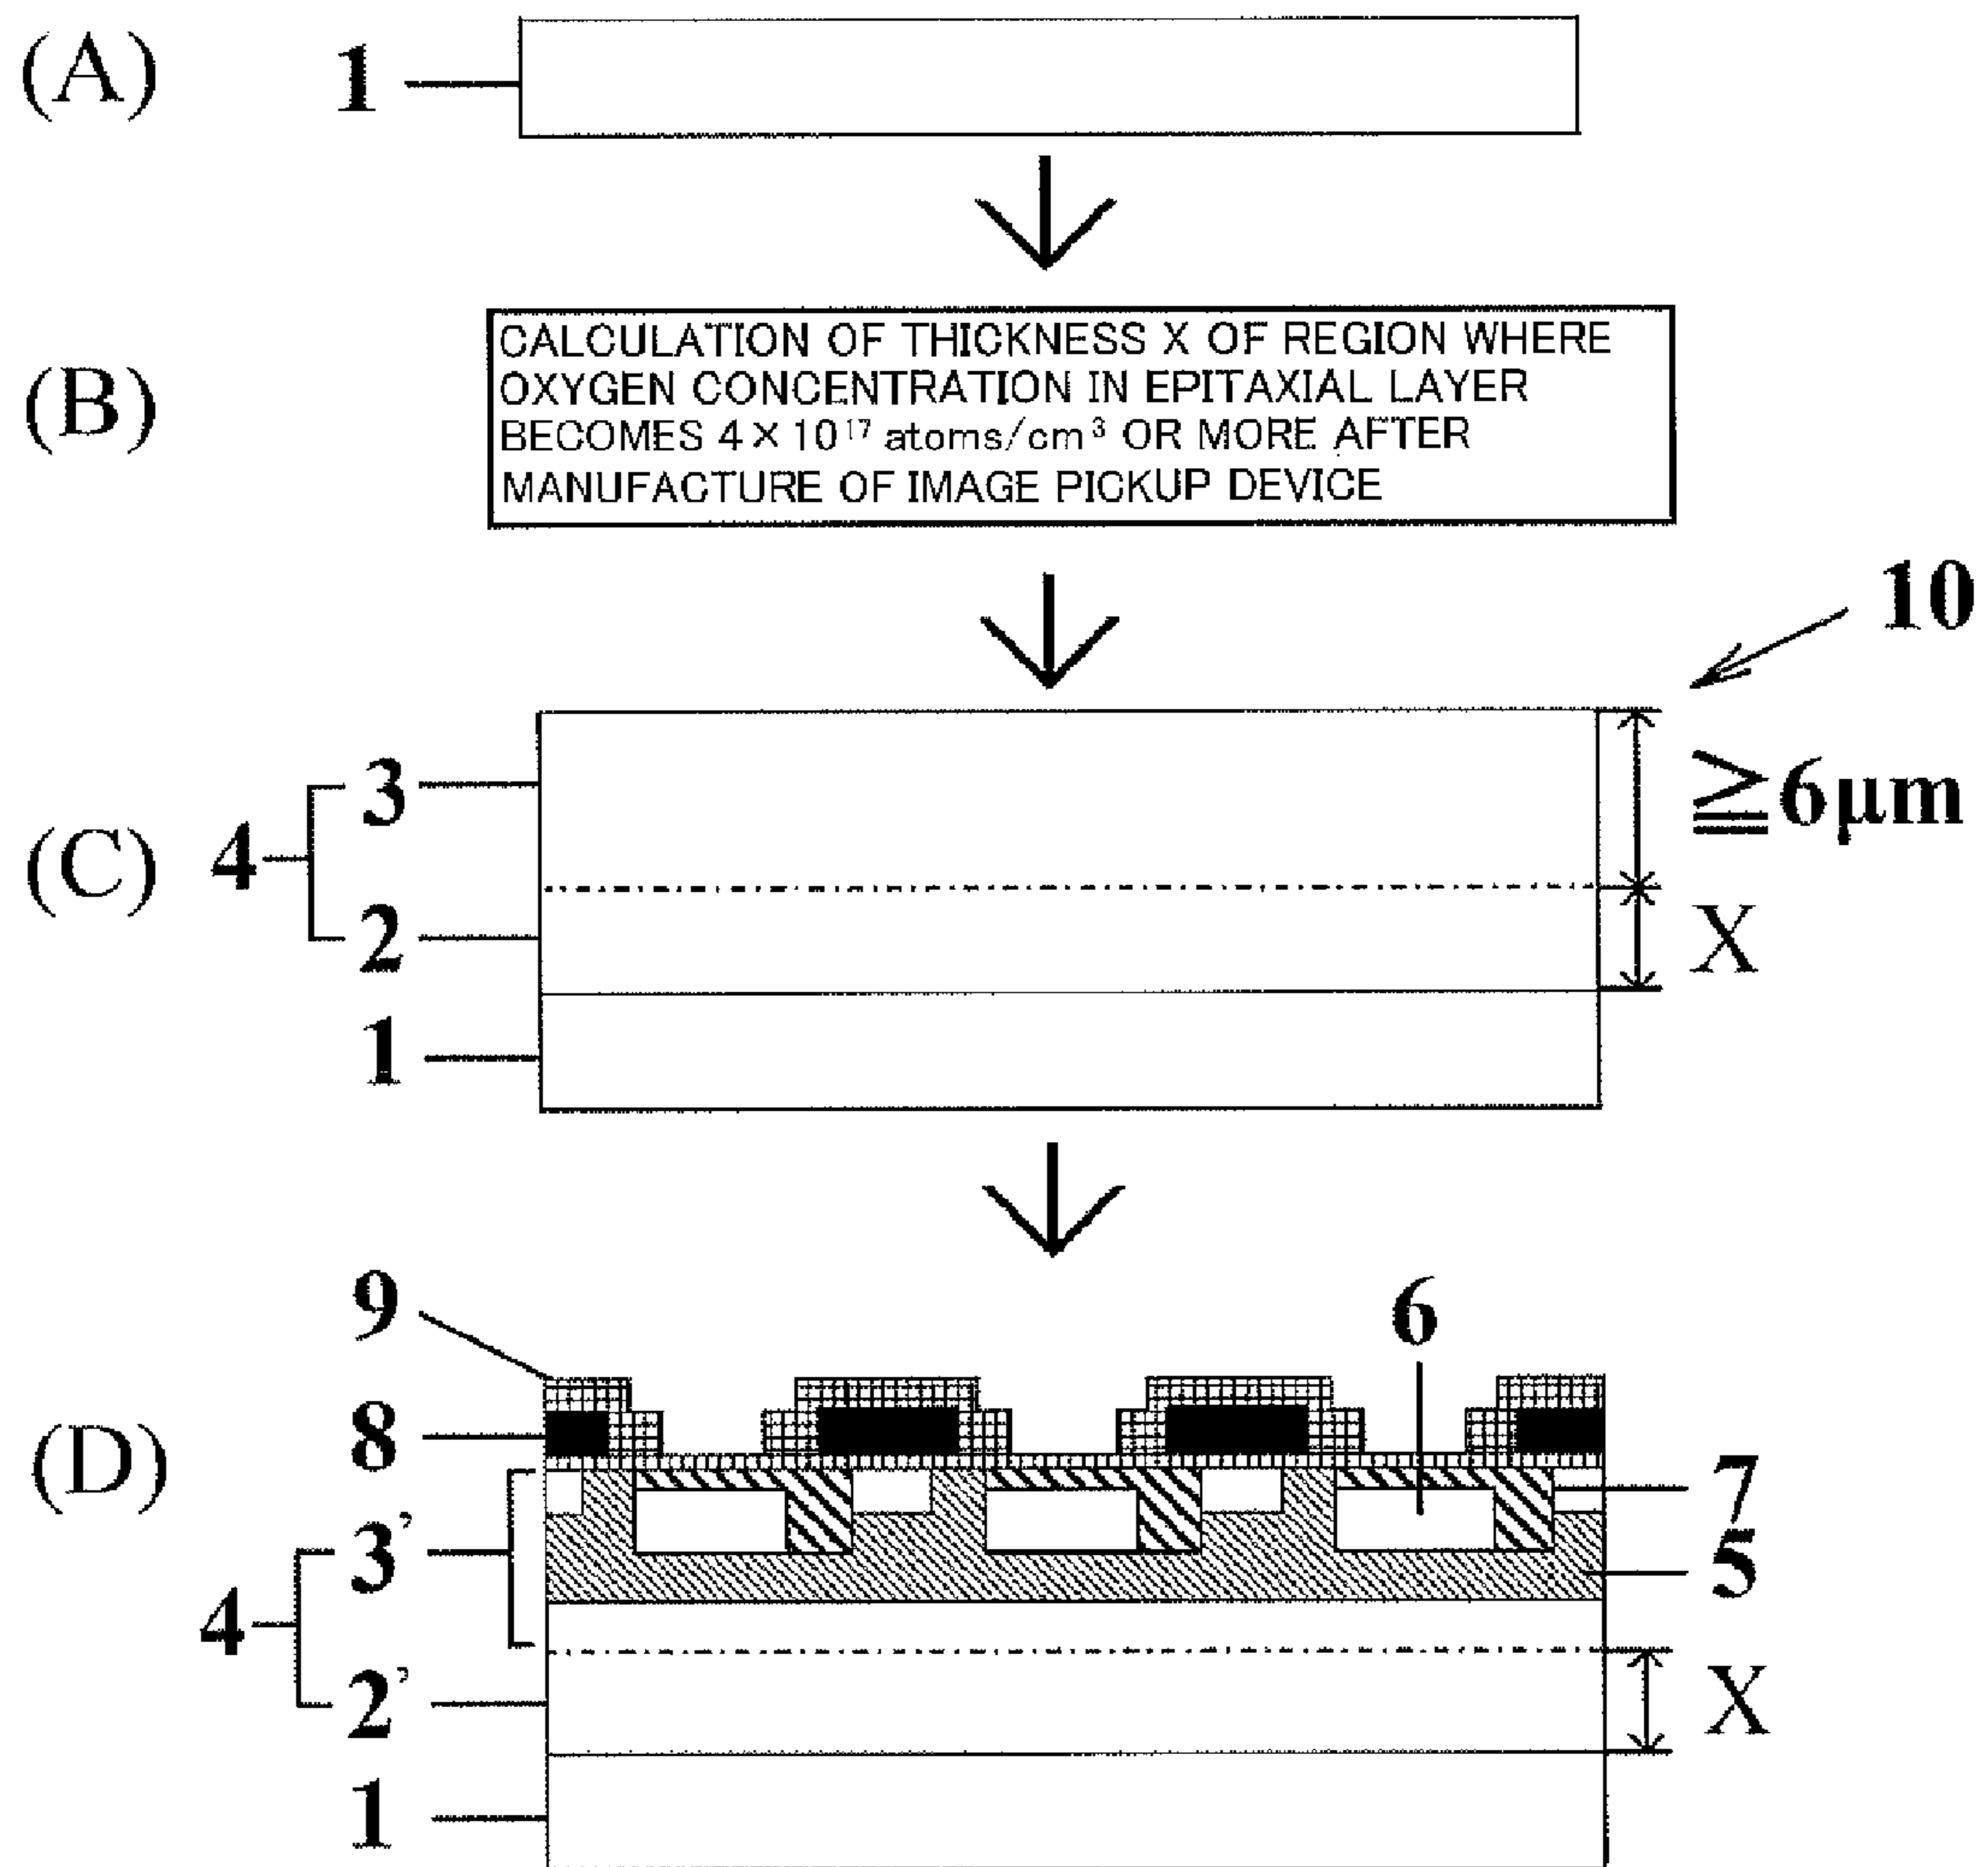 (A)
1
(B)
CALCULATION OF THICKNESS X OF REGION WHERE
OXYGEN CONCENTRATION IN EPITAXIAL LAYER
BECOMES 4×10¹⁷ atoms/cm³ OR MORE AFTER
MANUFACTURE OF IMAGE PICKUP DEVICE
10
(C)
4
3
2
1
≧6μm
X
(D)
9
8
6
7
5
4
3’
2’
1
X